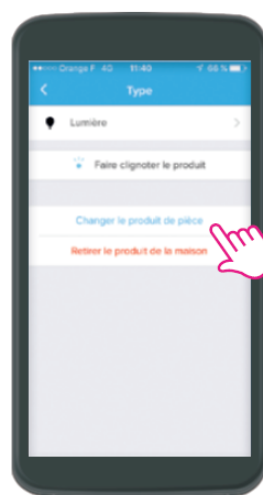 Orange F 4G 11:40 66 %
Type
Lumière
Faire clignoter le produit
Changer le produit de pièce
Retirer le produit de la maison